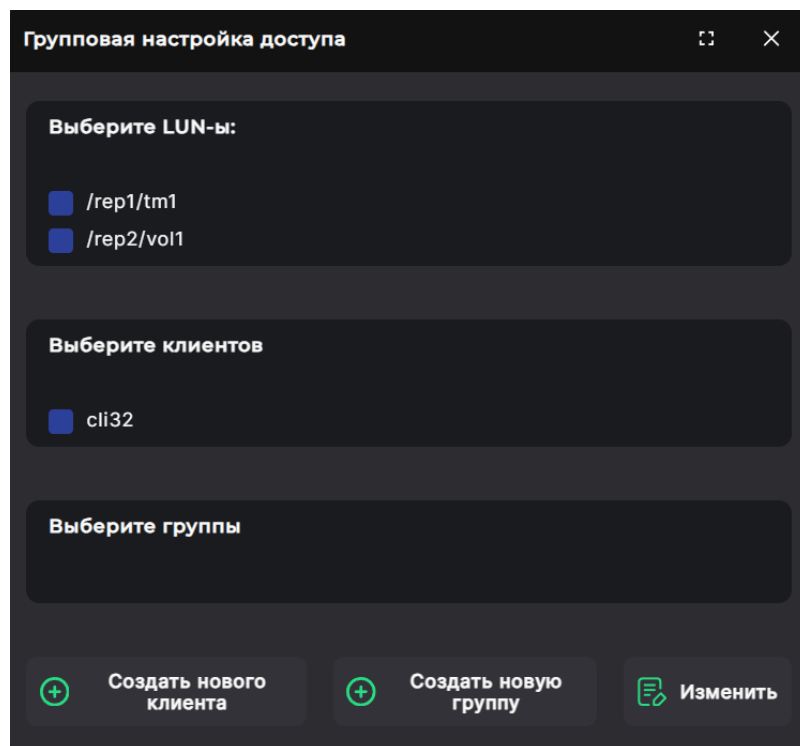 Групповая настройка доступа
Выберите LUN-ы:
/rep1/tm1
/rep2/vol1
Выберите клиентов
cli32
Выберите группы
Создать нового
клиента
Создать новую
группу
Изменить